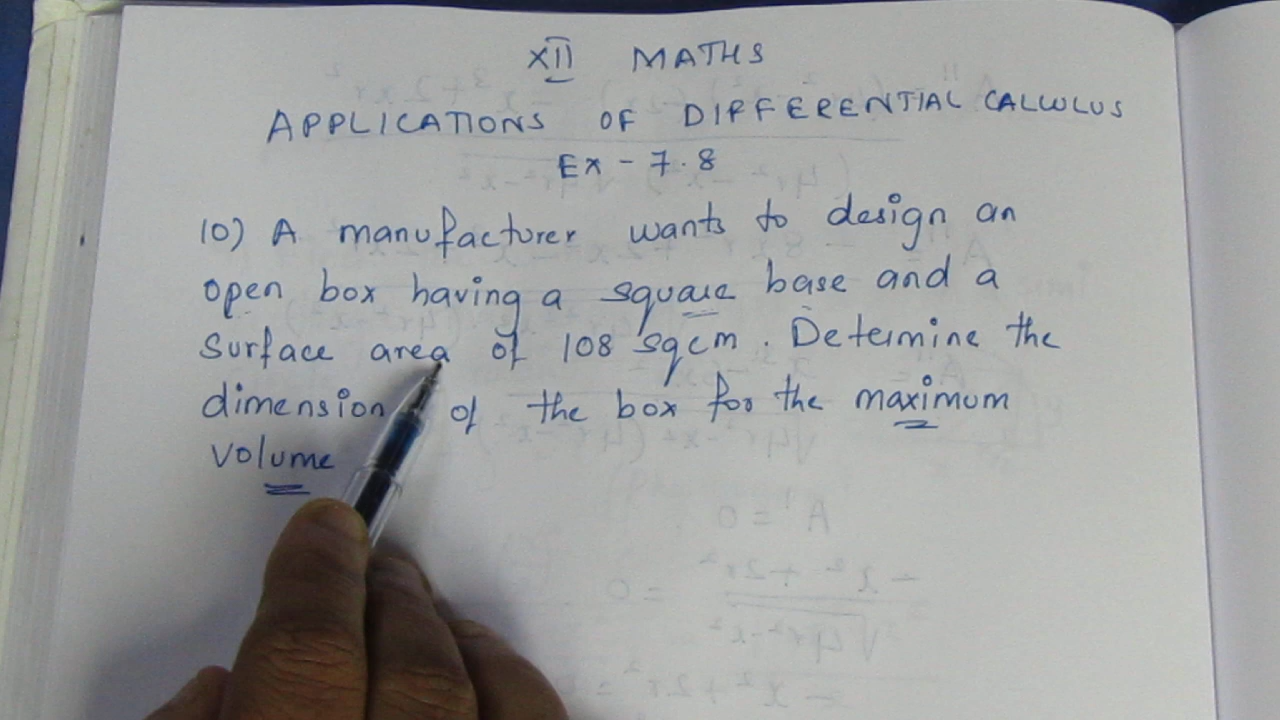 XII MATHS
APPLICATIONS OF DIFFERENTIAL CALCULUS
Ex - 7.8
10) A manufacturer wants to design an
open box having a square base and a
Surface area of 108 sqcm. Determine the
dimension of the box for the maximum
volume